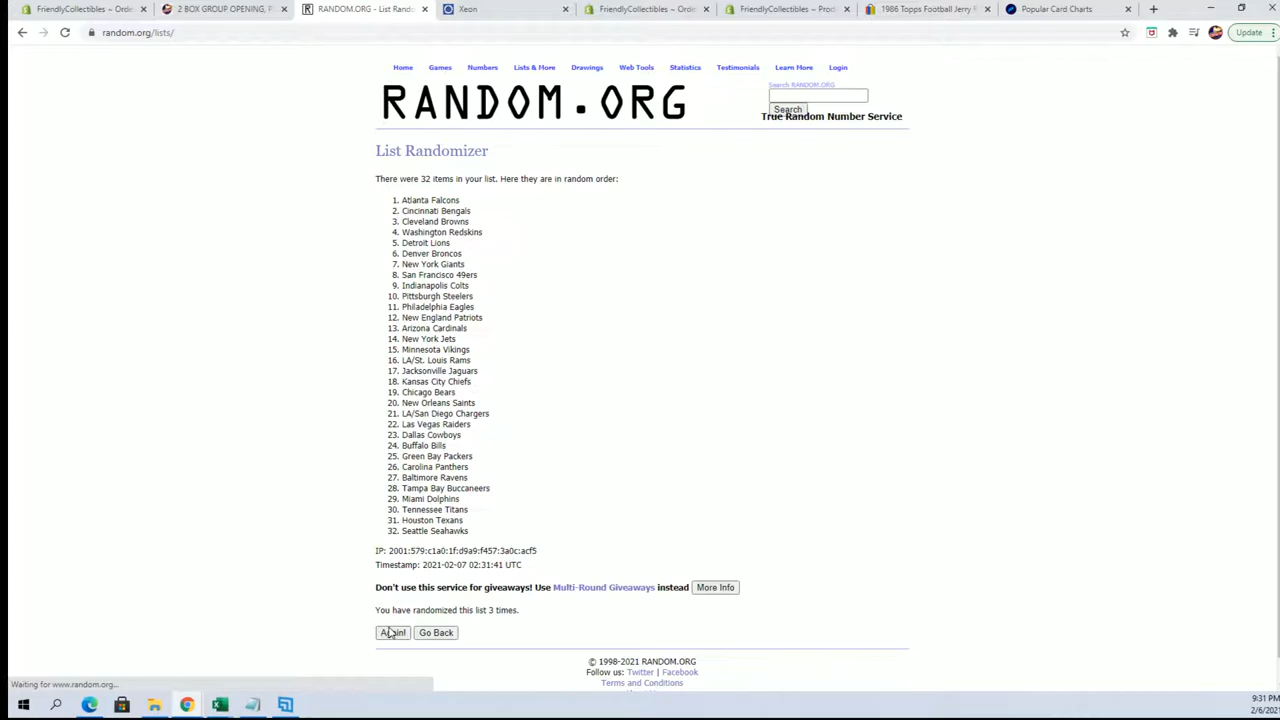 FriendlyCollectibles ~ Orde
2 BOX GROUP OPENING, P
RANDOM.ORG - List Rando
Xeon
FriendlyCollectibles ~ Orde
FriendlyCollectibles ~ Prod
1986 Topps Football Jerry R
Popular Card Charts
random.org/lists/
Update
Home Games Numbers Lists & More Drawings Web Tools Statistics Testimonials Learn More Login
Search RANDOM.ORG
RANDOM.ORG
Search
True Random Number Service
List Randomizer
There were 32 items in your list. Here they are in random order:
1. Atlanta Falcons
2. Cincinnati Bengals
3. Cleveland Browns
4. Washington Redskins
5. Detroit Lions
6. Denver Broncos
7. New York Giants
8. San Francisco 49ers
9. Indianapolis Colts
10. Pittsburgh Steelers
11. Philadelphia Eagles
12. New England Patriots
13. Arizona Cardinals
14. New York Jets
15. Minnesota Vikings
16. LA/St. Louis Rams
17. Jacksonville Jaguars
18. Kansas City Chiefs
19. Chicago Bears
20. New Orleans Saints
21. LA/San Diego Chargers
22. Las Vegas Raiders
23. Dallas Cowboys
24. Buffalo Bills
25. Green Bay Packers
26. Carolina Panthers
27. Baltimore Ravens
28. Tampa Bay Buccaneers
29. Miami Dolphins
30. Tennessee Titans
31. Houston Texans
32. Seattle Seahawks
IP: 2001:579:c1a0:1f:d9a9:f457:3a0c:acf5
Timestamp: 2021-02-07 02:31:41 UTC
Don't use this service for giveaways! Use Multi-Round Giveaways instead More Info
You have randomized this list 3 times.
Again! Go Back
© 1998-2021 RANDOM.ORG
Follow us: Twitter | Facebook
Terms and Conditions
Waiting for www.random.org...
9:31 PM
2/6/2021